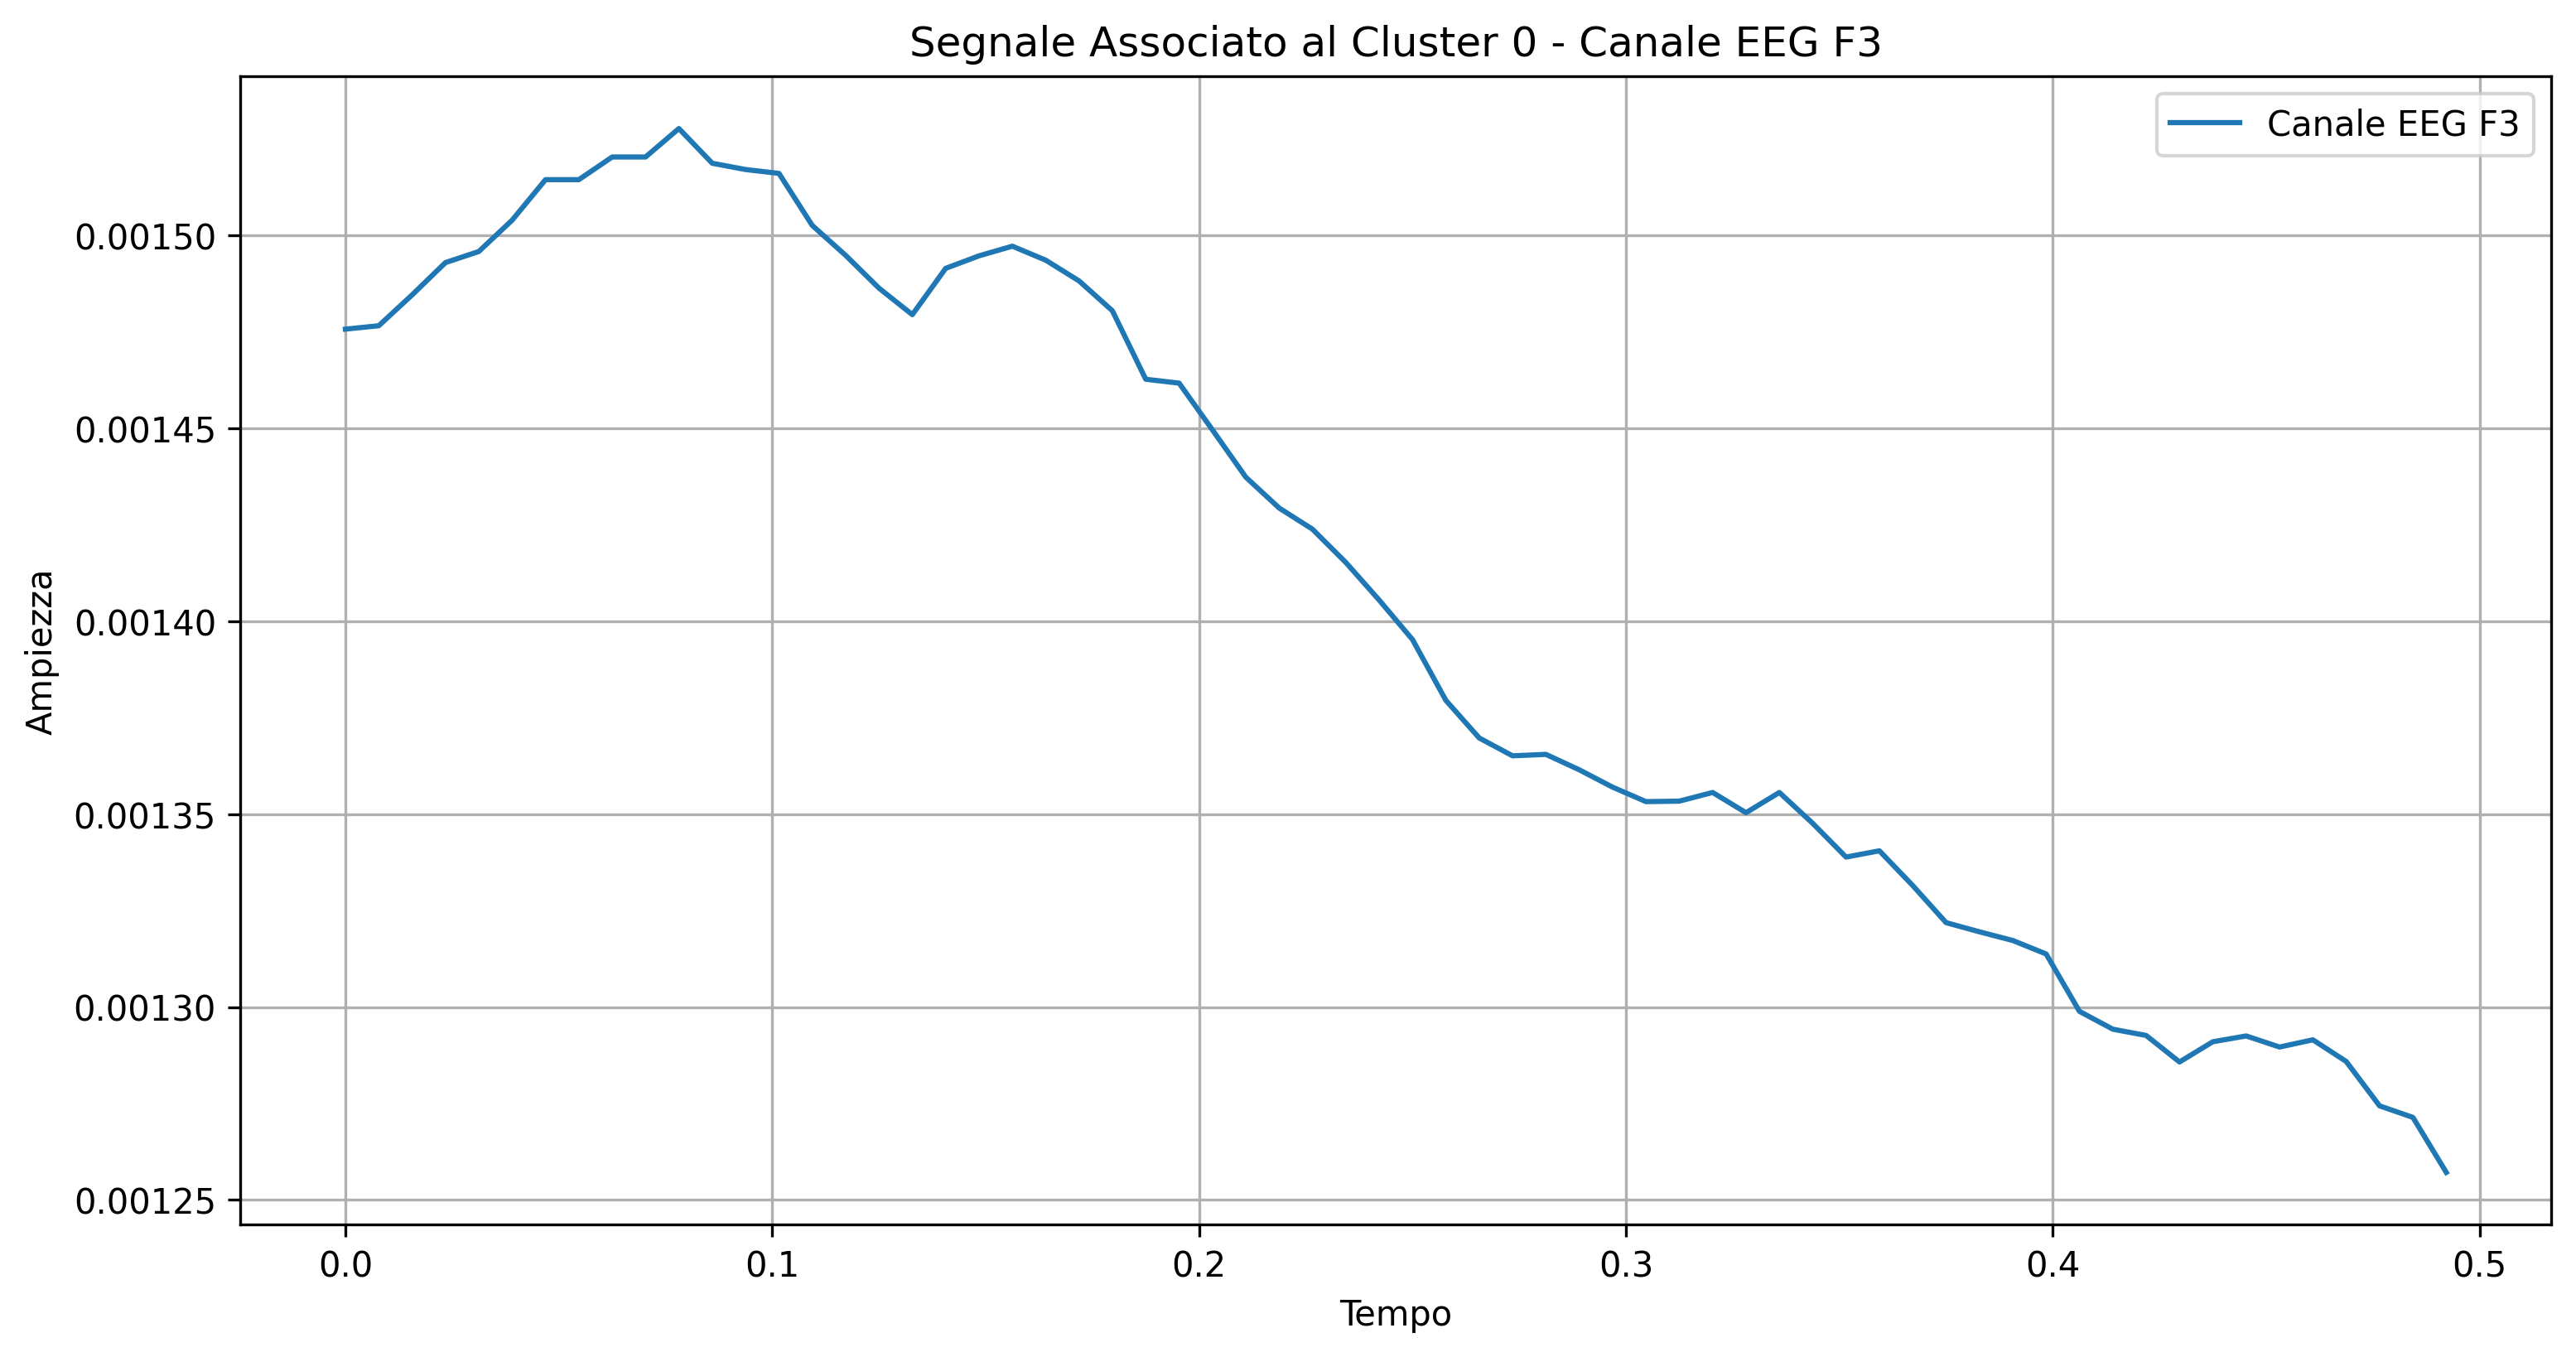 Segnale Associato al Cluster 0 - Canale EEG F3
Canale EEG F3
Ampiezza
0.00150
0.00145
0.00140
0.00135
0.00130
0.00125
0.0 0.1 0.2 0.3 0.4 0.5
Tempo